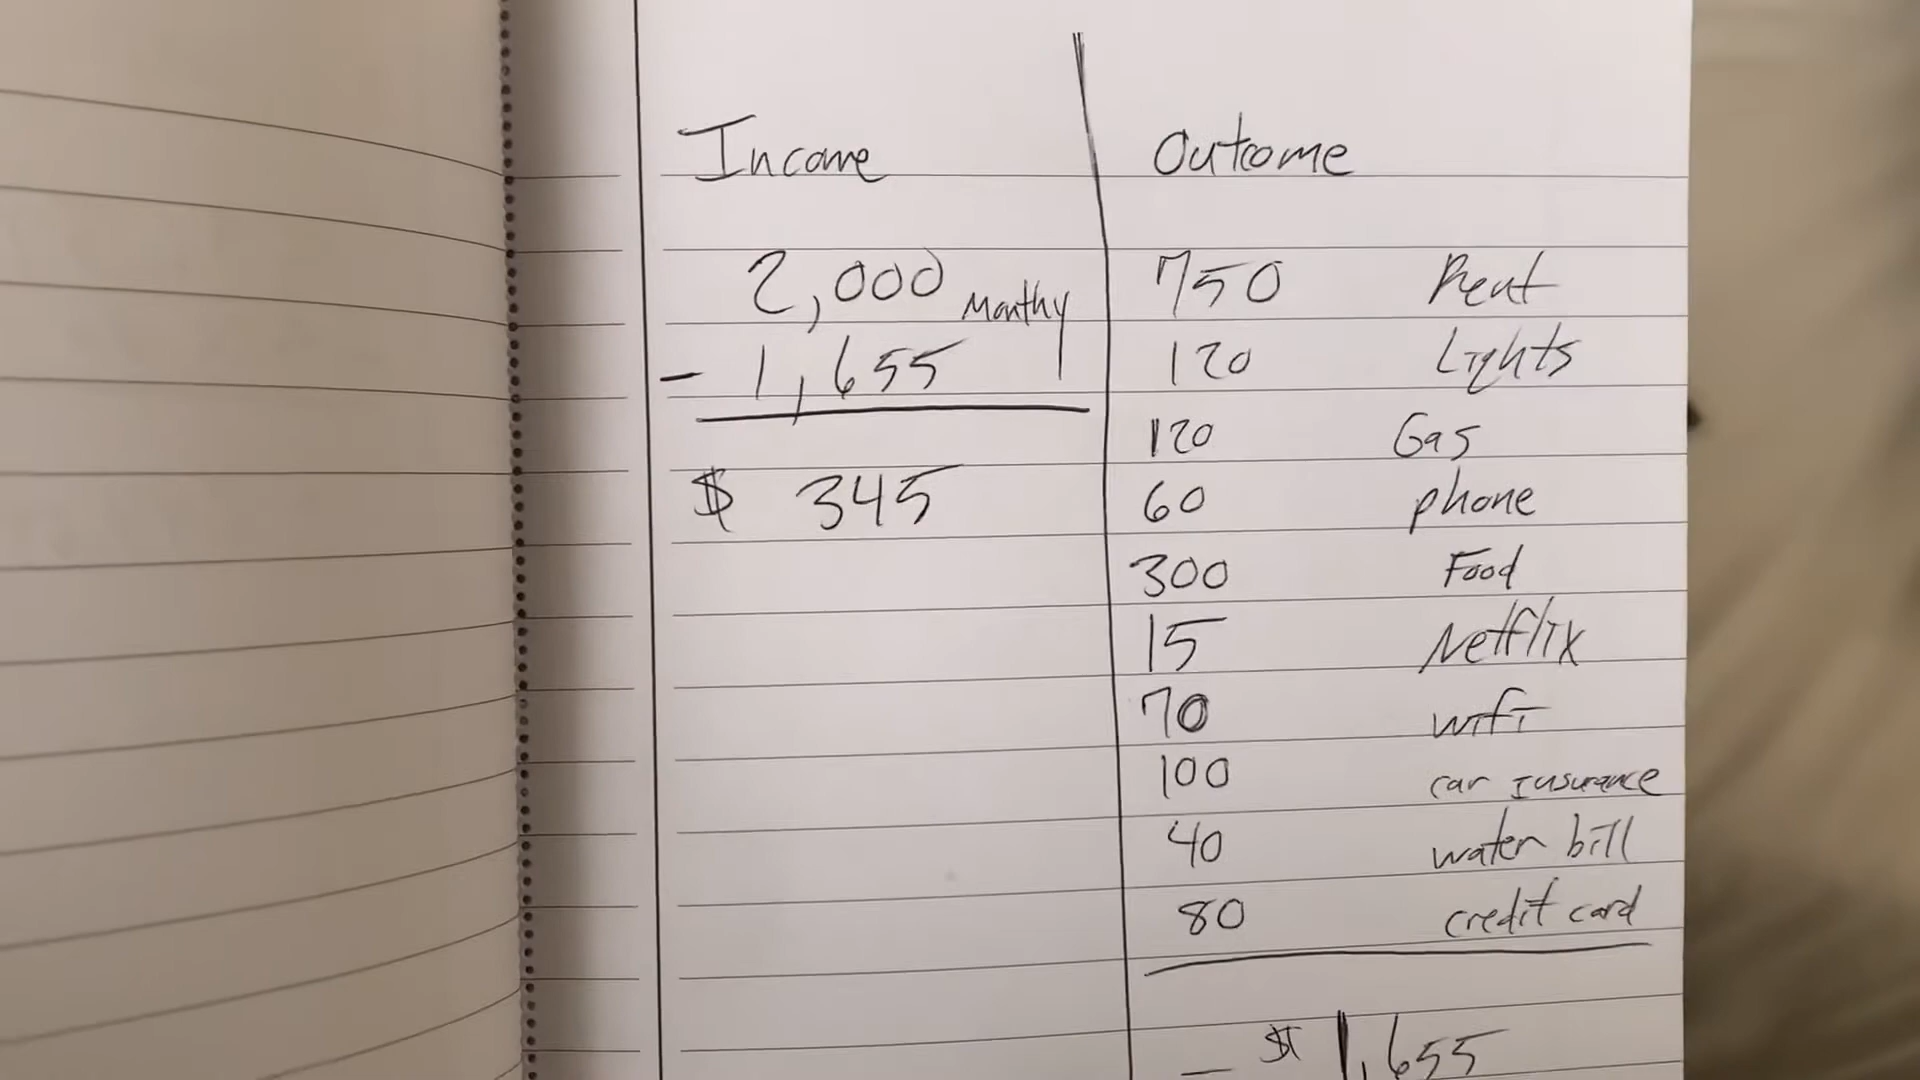 Income
2,000 Monthy
- 1,655
$ 345
Outcome
750 Rent
120 Lights
120 Gas
60 phone
300 Food
15 Netflix
70 wifi
100 car Insurance
40 water bill
80 credit card
- $ 1,655